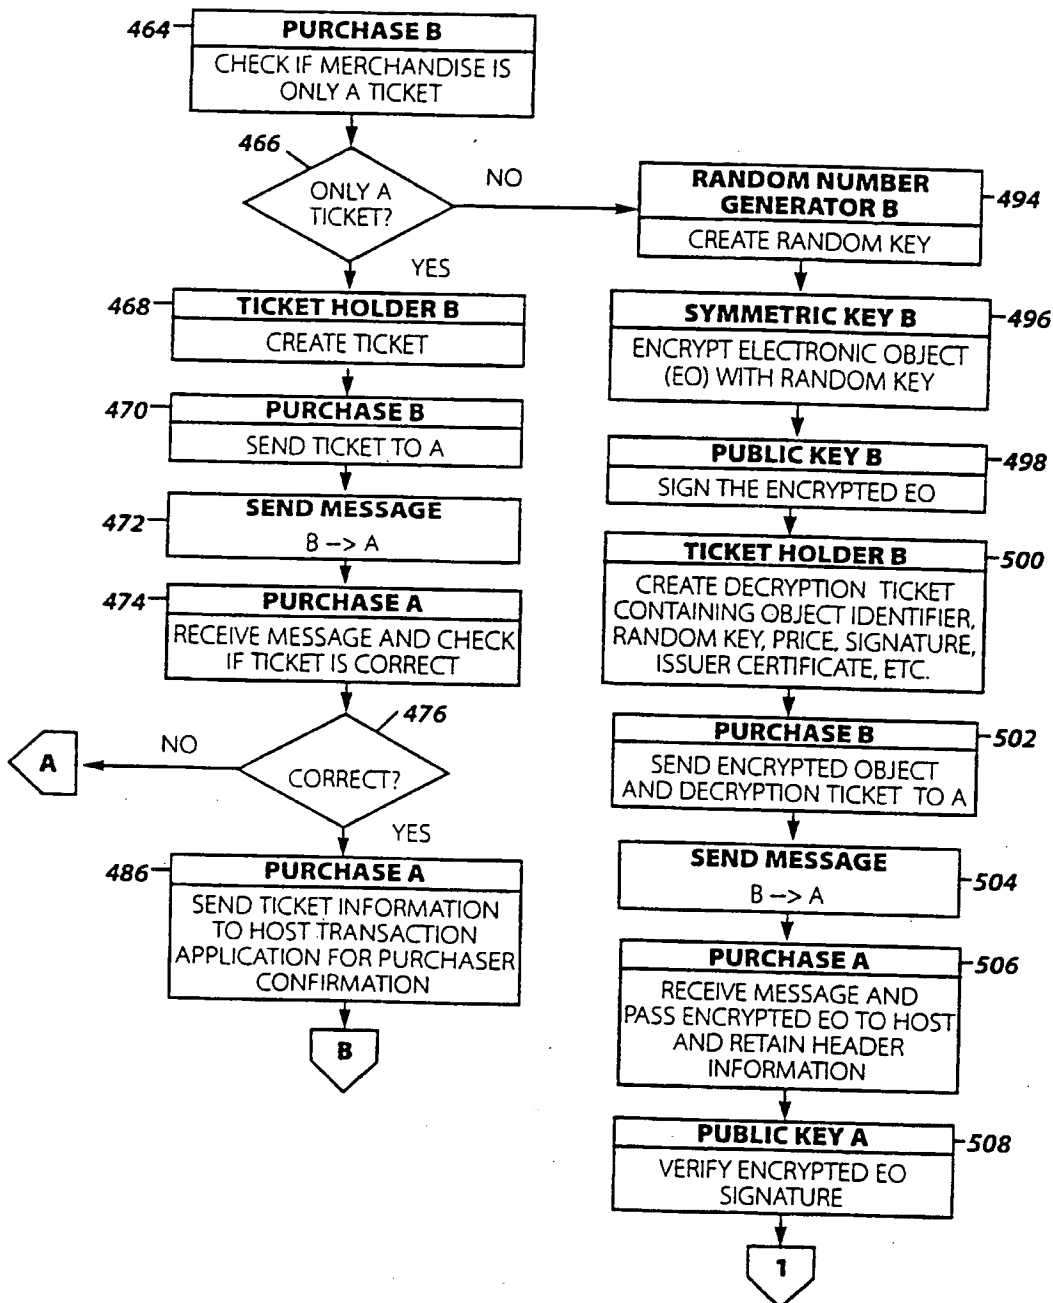 464
PURCHASE B
CHECK IF MERCHANDISE IS
ONLY A TICKET
466
ONLY A
TICKET?
NO
YES
468
TICKET HOLDER B
CREATE TICKET
470
PURCHASE B
SEND TICKET TO A
472
SEND MESSAGE
B --> A
474
PURCHASE A
RECEIVE MESSAGE AND CHECK
IF TICKET IS CORRECT
476
CORRECT?
NO
A
YES
486
PURCHASE A
SEND TICKET INFORMATION
TO HOST TRANSACTION
APPLICATION FOR PURCHASER
CONFIRMATION
B
RANDOM NUMBER
GENERATOR B
494
CREATE RANDOM KEY
SYMMETRIC KEY B
496
ENCRYPT ELECTRONIC OBJECT
(EO) WITH RANDOM KEY
PUBLIC KEY B
498
SIGN THE ENCRYPTED EO
TICKET HOLDER B
500
CREATE DECRYPTION TICKET
CONTAINING OBJECT IDENTIFIER,
RANDOM KEY, PRICE, SIGNATURE,
ISSUER CERTIFICATE, ETC.
PURCHASE B
502
SEND ENCRYPTED OBJECT
AND DECRYPTION TICKET TO A
SEND MESSAGE
504
B --> A
PURCHASE A
506
RECEIVE MESSAGE AND
PASS ENCRYPTED EO TO HOST
AND RETAIN HEADER
INFORMATION
PUBLIC KEY A
508
VERIFY ENCRYPTED EO
SIGNATURE
1